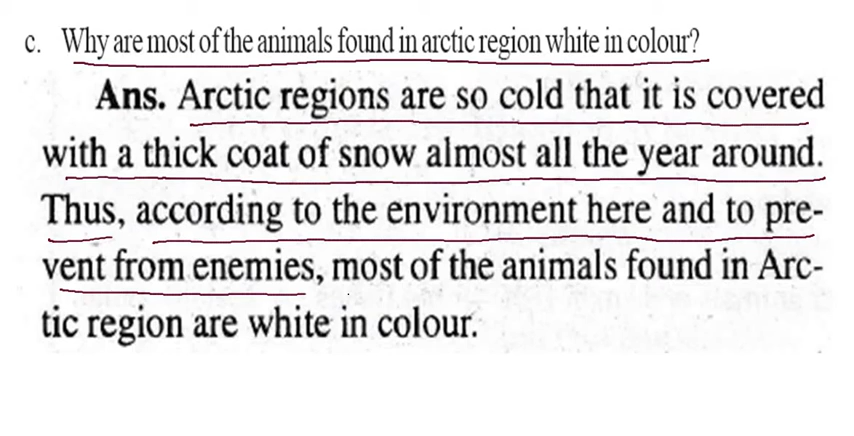 c. Why are most of the animals found in arctic region white in colour?
Ans. Arctic regions are so cold that it is covered
with a thick coat of snow almost all the year around.
Thus, according to the environment here and to pre-
vent from enemies, most of the animals found in Arc-
tic region are white in colour.